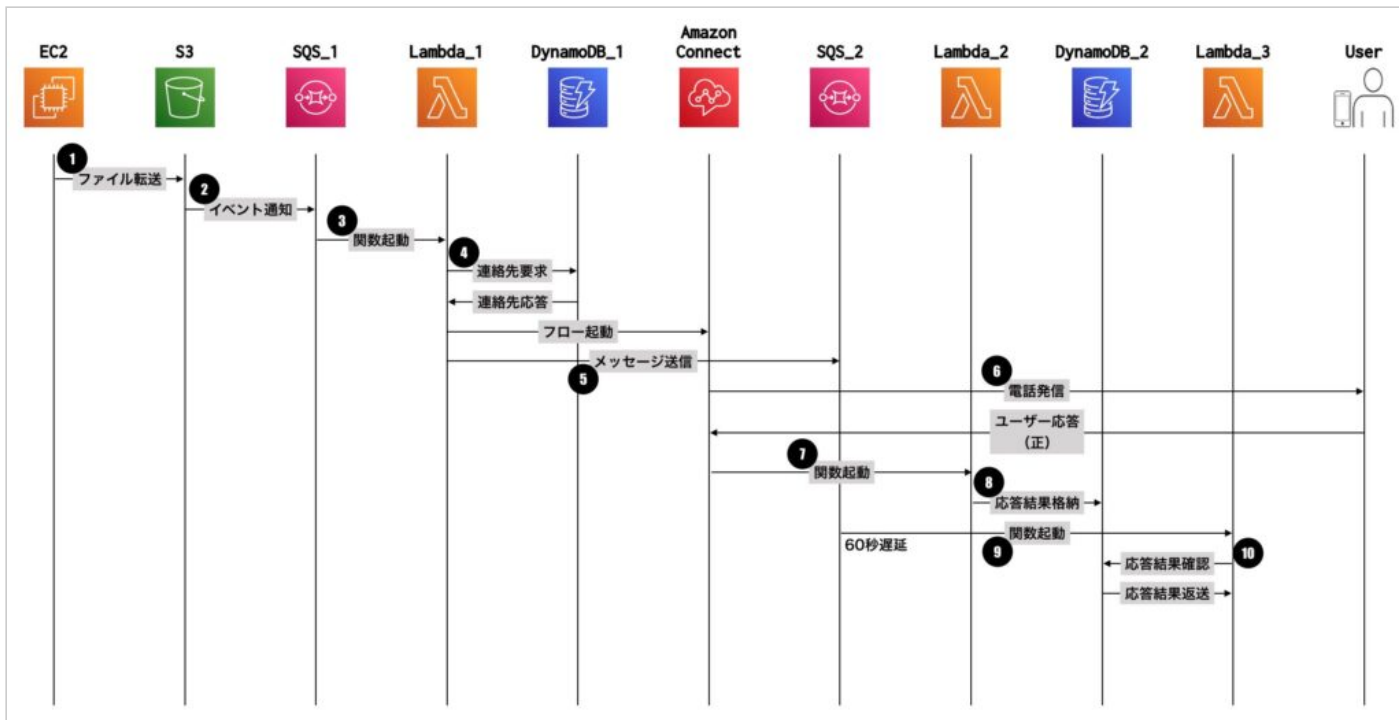 Amazon
EC2 S3 SQS_1 Lambda_1 DynamoDB_1 Connect SQS_2 Lambda_2 DynamoDB_2 Lambda_3 User
1
ファイル転送
2
イベント通知
3
関数起動
4
連絡先要求
連絡先応答
フロー起動
メッセージ送信
5
6
電話発信
ユーザー応答
(正)
7
関数起動
8
応答結果格納
関数起動
60秒遅延
9
10
応答結果確認
応答結果返送